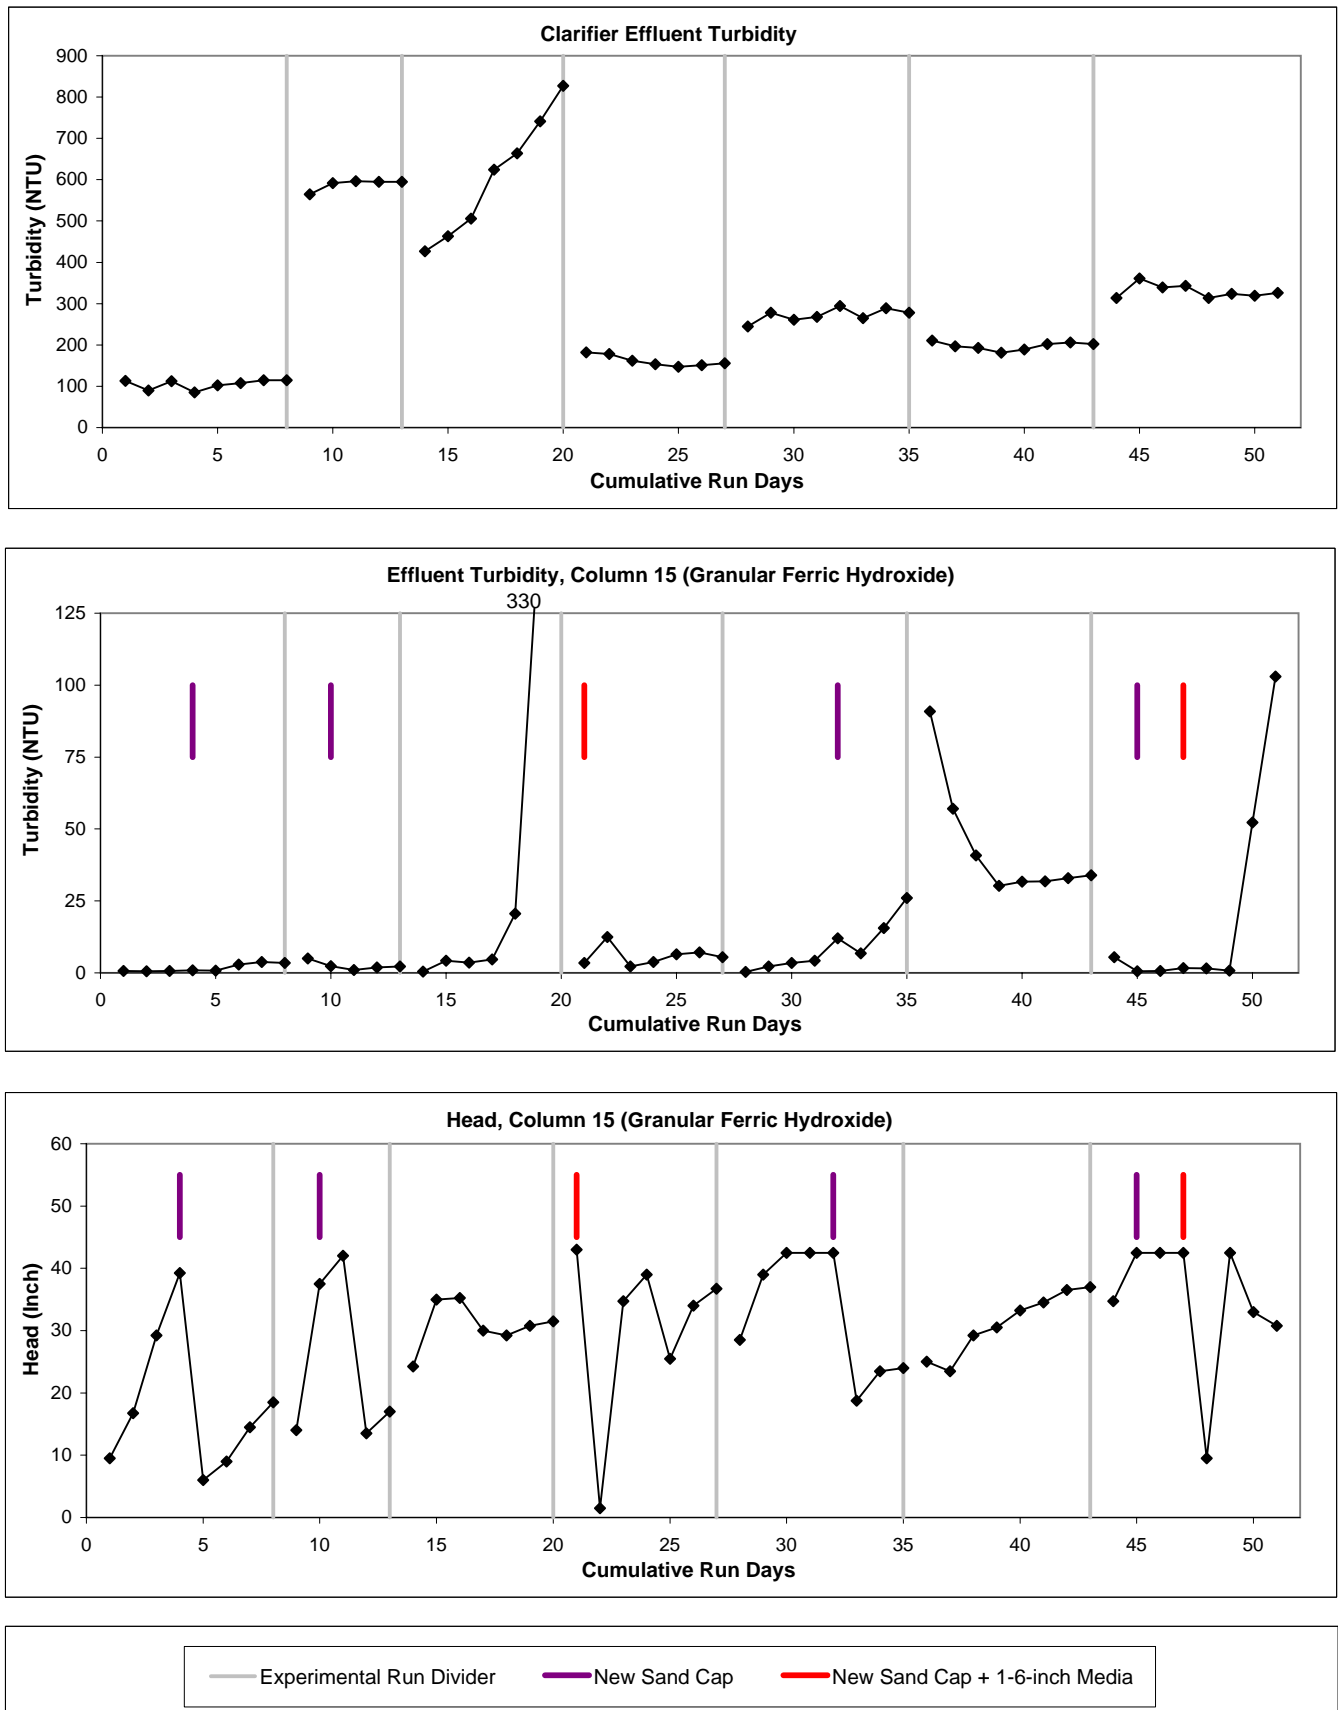 Clarifier Effluent Turbidity
900
800
700
600
500
400
300
200
100
0
Turbidity (NTU)
0 5 10 15 20 25 30 35 40 45 50
Cumulative Run Days
Effluent Turbidity, Column 15 (Granular Ferric Hydroxide)
330
125
100
75
50
25
0
Turbidity (NTU)
0 5 10 15 20 25 30 35 40 45 50
Cumulative Run Days
Head, Column 15 (Granular Ferric Hydroxide)
60
50
40
30
20
10
0
Head (Inch)
0 5 10 15 20 25 30 35 40 45 50
Cumulative Run Days
Experimental Run Divider New Sand Cap New Sand Cap + 1-6-inch Media